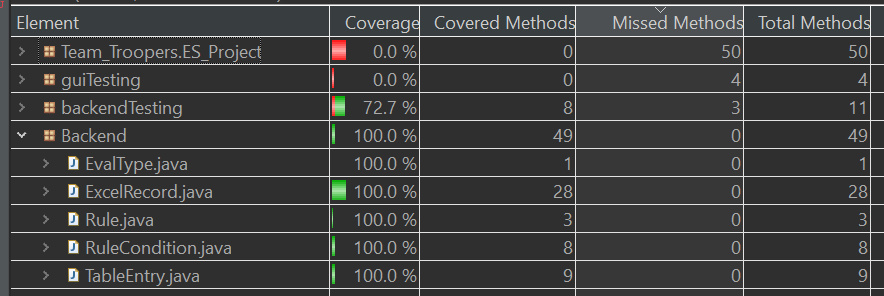 Element Coverage Covered Methods Missed Methods Total Methods
Team_Troopers.ES_Project 0.0 % 0 50 50
guiTesting 0.0 % 0 4 4
backendTesting 72.7 % 8 3 11
Backend 100.0 % 49 0 49
EvalType.java 100.0 % 1 0 1
ExcelRecord.java 100.0 % 28 0 28
Rule.java 100.0 % 3 0 3
RuleCondition.java 100.0 % 8 0 8
TableEntry.java 100.0 % 9 0 9